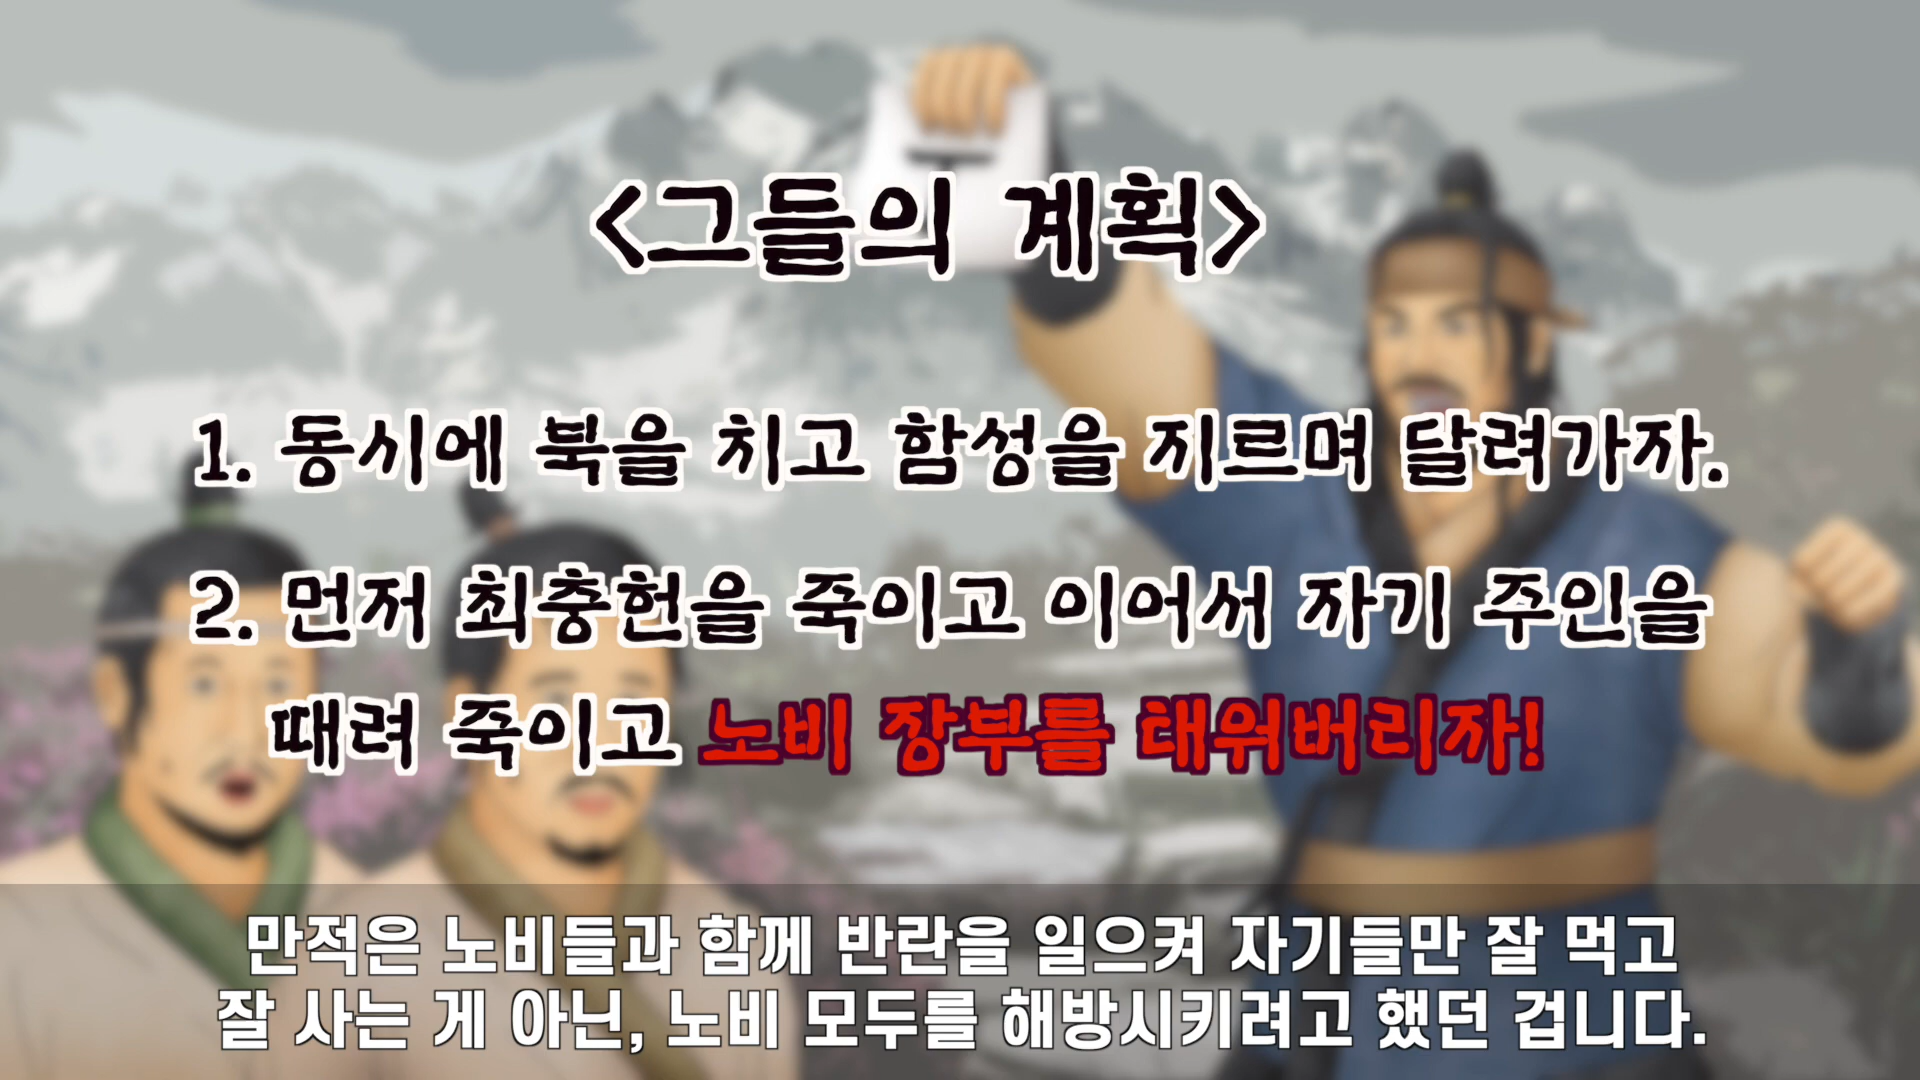 <그들의 계획>
1. 동시에 북을 치고 함성을 지르며 달려가자.
2. 먼저 최충헌을 죽이고 이어서 자기 주인을
때려 죽이고 노비 장부를 태워버리자!
만적은 노비들과 함께 반란을 일으켜 자기들만 잘 먹고
잘 사는 게 아닌, 노비 모두를 해방시키려고 했던 겁니다.